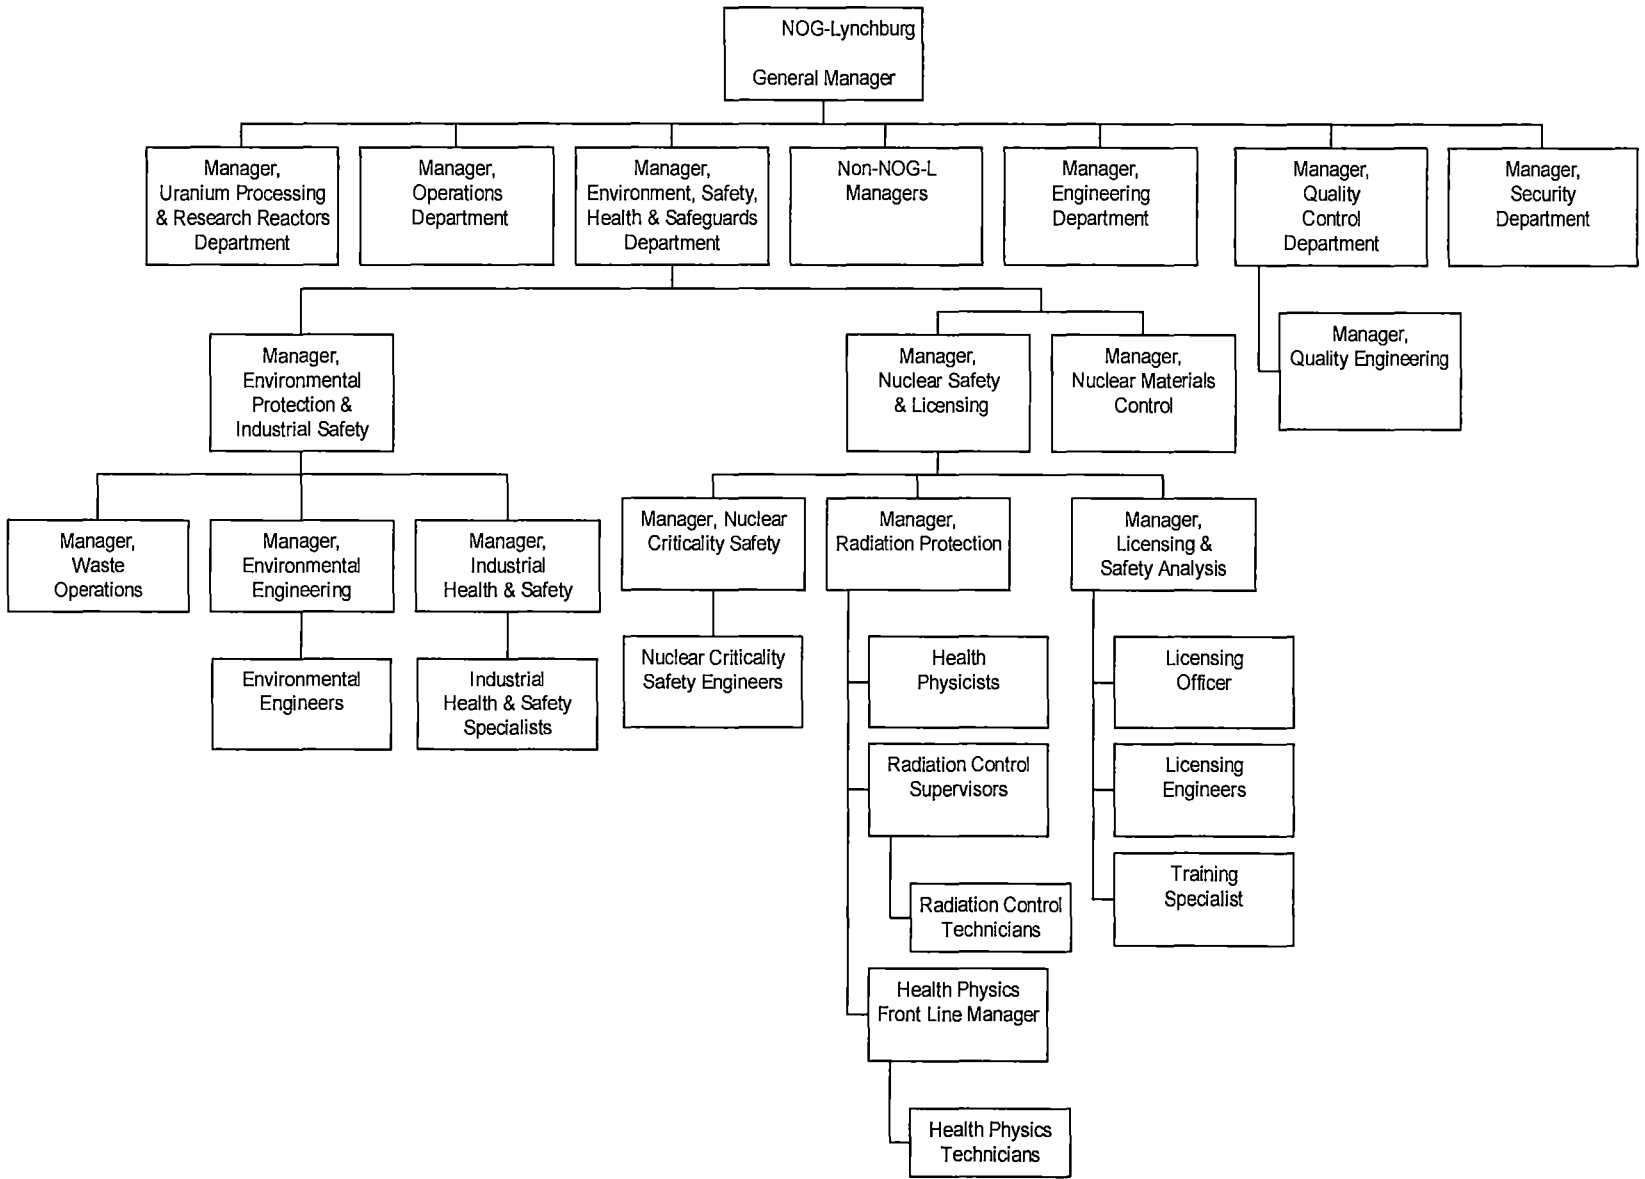 NOG-Lynchburg
General Manager
Manager,
Uranium Processing
& Research Reactors
Department
Manager,
Operations
Department
Manager,
Environment, Safety,
Health & Safeguards
Department
Non-NOG-L
Managers
Manager,
Engineering
Department
Manager,
Quality
Control
Department
Manager,
Security
Department
Manager,
Quality Engineering
Manager,
Environmental
Protection &
Industrial Safety
Manager,
Nuclear Safety
& Licensing
Manager,
Nuclear Materials
Control
Manager,
Waste
Operations
Manager,
Environmental
Engineering
Manager,
Industrial
Health & Safety
Manager, Nuclear
Criticality Safety
Manager,
Radiation Protection
Manager,
Licensing &
Safety Analysis
Environmental
Engineers
Industrial
Health & Safety
Specialists
Nuclear Criticality
Safety Engineers
Health
Physicists
Licensing
Officer
Radiation Control
Supervisors
Licensing
Engineers
Radiation Control
Technicians
Training
Specialist
Health Physics
Front Line Manager
Health Physics
Technicians